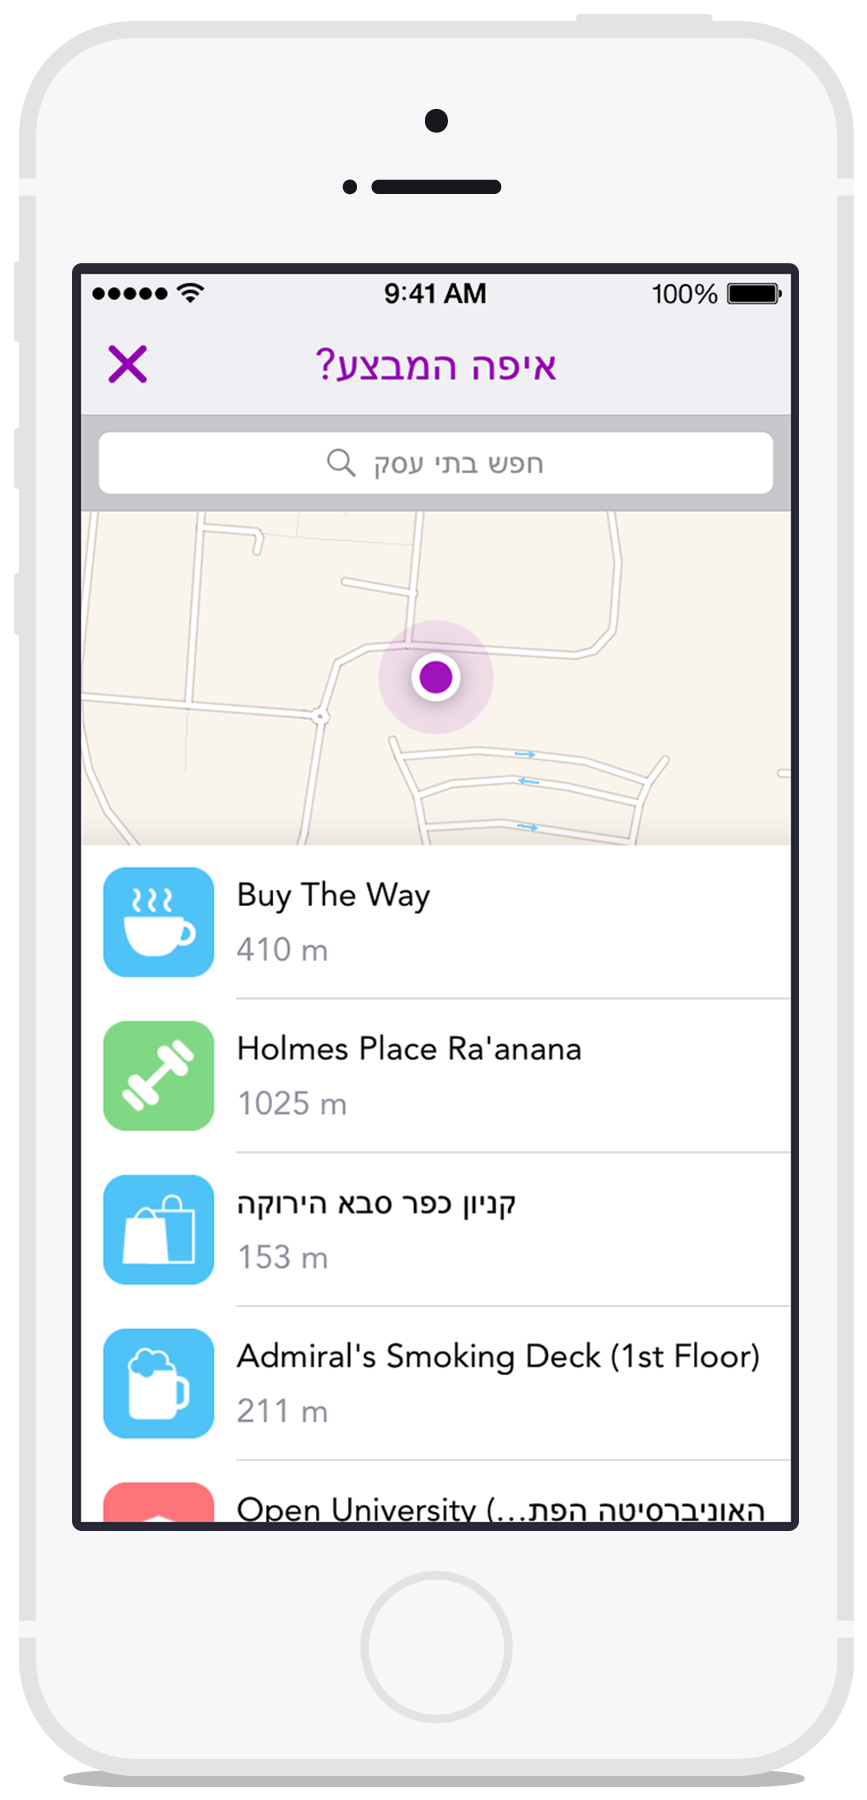 9:41 AM 100%
איפה המבצע?
חפש בתי עסק
Buy The Way
410 m
Holmes Place Ra'anana
1025 m
קניון כפר סבא הירוקה
153 m
Admiral's Smoking Deck (1st Floor)
211 m
Open University (...האוניברסיטה הפת